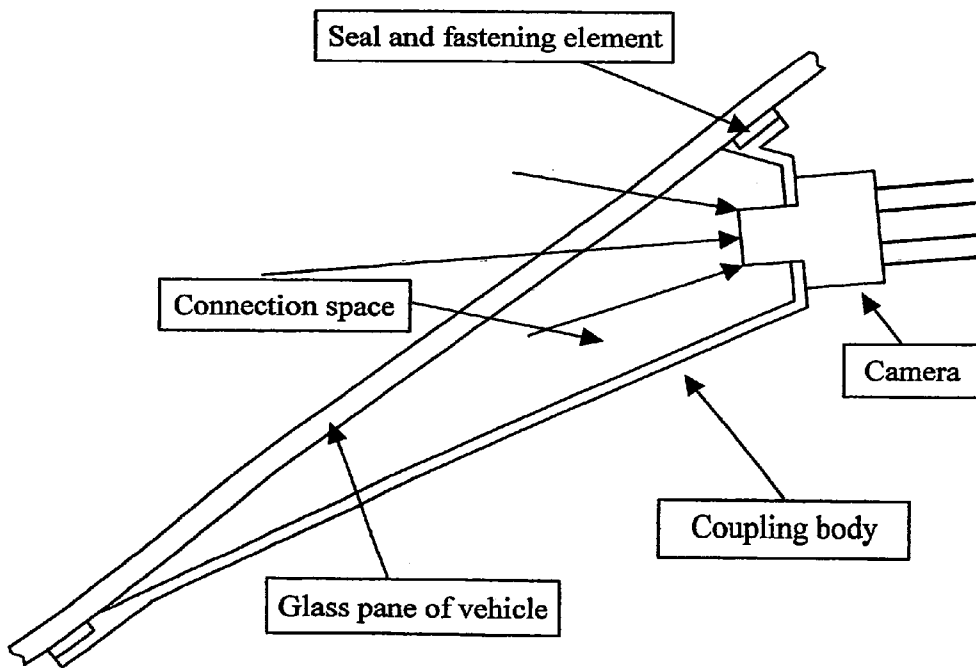 Seal and fastening element
Connection space
Camera
Coupling body
Glass pane of vehicle